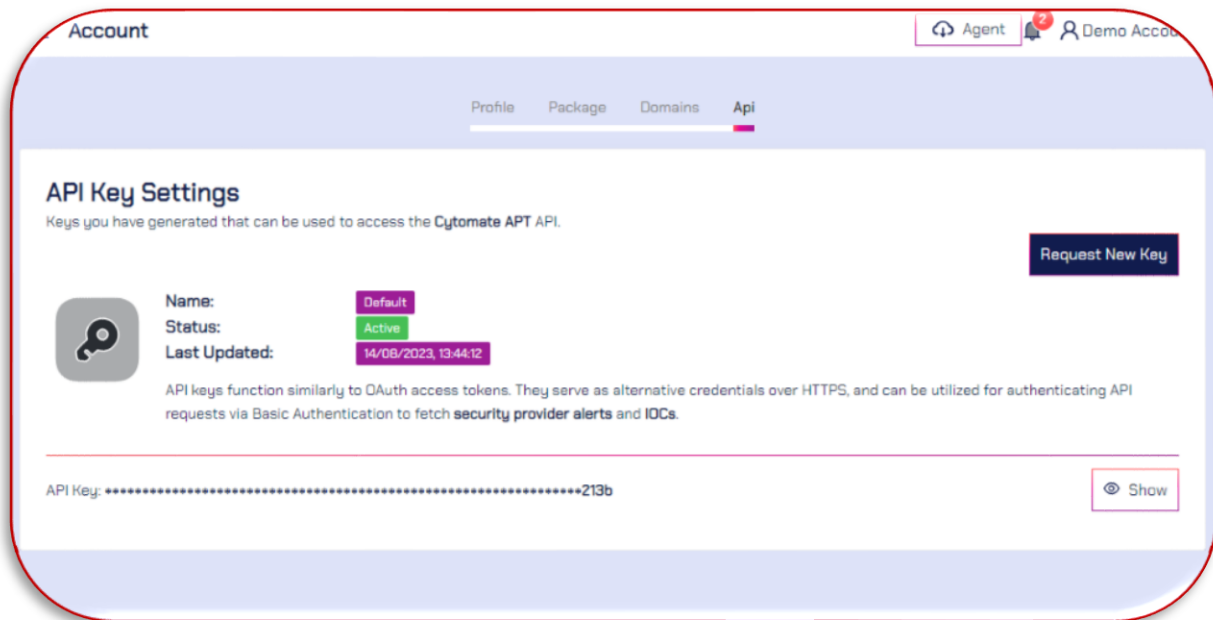 Account
Agent
2
Demo Accou
Profile Package Domains Api
API Key Settings
Keys you have generated that can be used to access the Cytomate APT API.
Request New Key
Name: Default
Status: Active
Last Updated: 14/08/2023, 13:44:12
API keys function similarly to OAuth access tokens. They serve as alternative credentials over HTTPS, and can be utilized for authenticating API
requests via Basic Authentication to fetch security provider alerts and IOCs.
API Key: ****************************************************************213b
Show